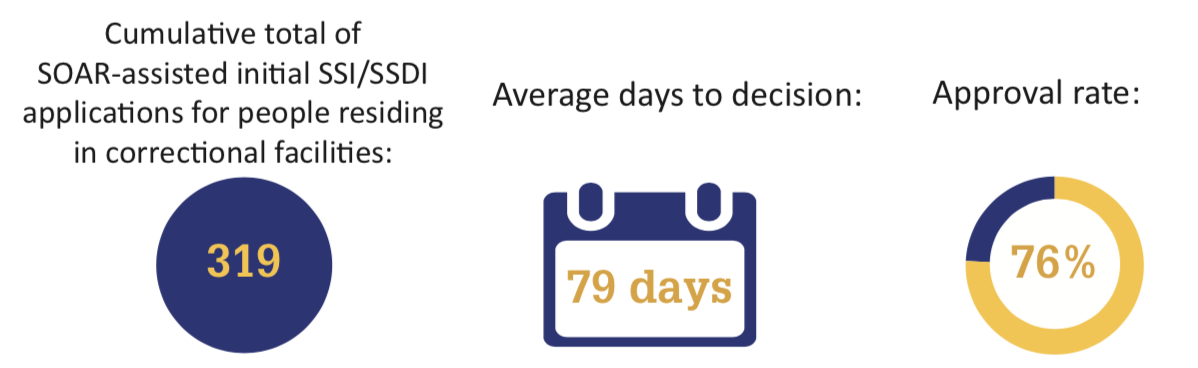 Cumulative total of
SOAR-assisted initial SSI/SSDI
applications for people residing
in correctional facilities:
319
Average days to decision:
79 days
Approval rate:
76%